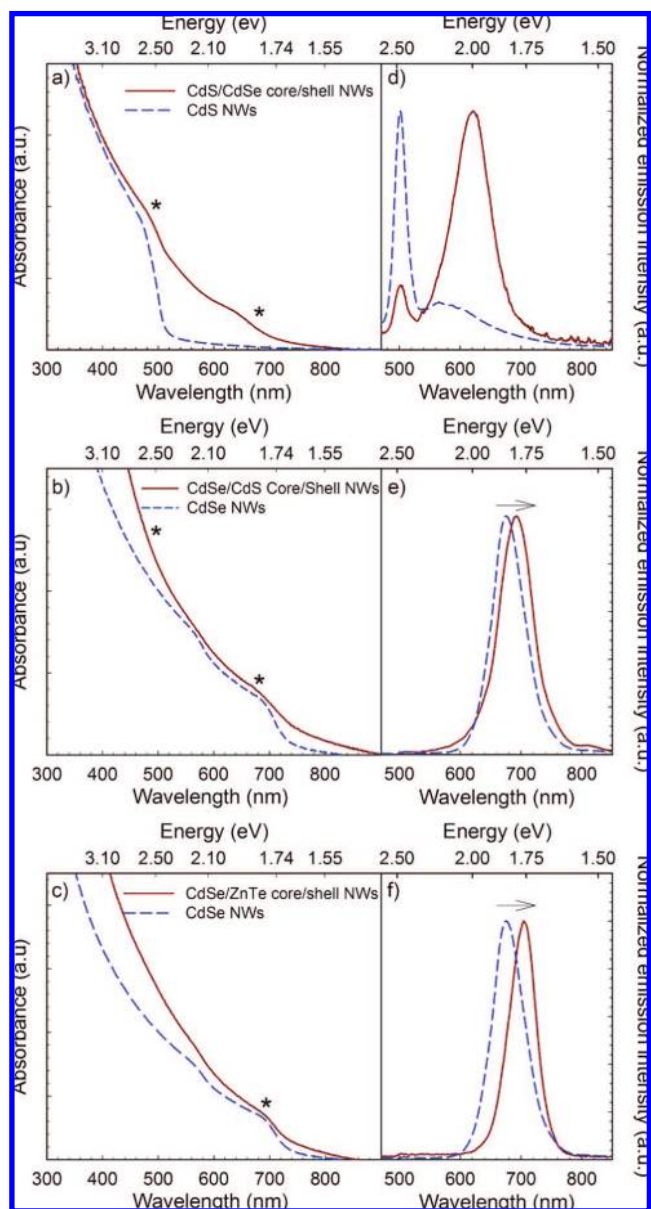 Energy (ev)
Energy (eV)
3.10 2.50 2.10 1.74 1.55
2.50 2.00 1.75 1.50
a)
CdS/CdSe core/shell NWs
CdS NWs
*
*
d)
Absorbance (a.u.)
Normalized emission intensity (a.u.)
300 400 500 600 700 800
500 600 700 800
Wavelength (nm)
Wavelength (nm)
Energy (eV)
Energy (eV)
3.10 2.50 2.10 1.74 1.55
2.50 2.00 1.75 1.50
b)
CdSe/CdS Core/Shell NWs
CdSe NWs
*
*
e)
Absorbance (a.u)
Normalized emission intensity (a.u.)
300 400 500 600 700 800
500 600 700 800
Wavelength (nm)
Wavelength (nm)
Energy (eV)
Energy (eV)
3.10 2.50 2.10 1.74 1.55
2.50 2.00 1.75 1.50
c)
CdSe/ZnTe core/shell NWs
CdSe NWs
*
f)
Absorbance (a.u)
Normalized emission intensity (a.u.)
300 400 500 600 700 800
500 600 700 800
Wavelength (nm)
Wavelength (nm)